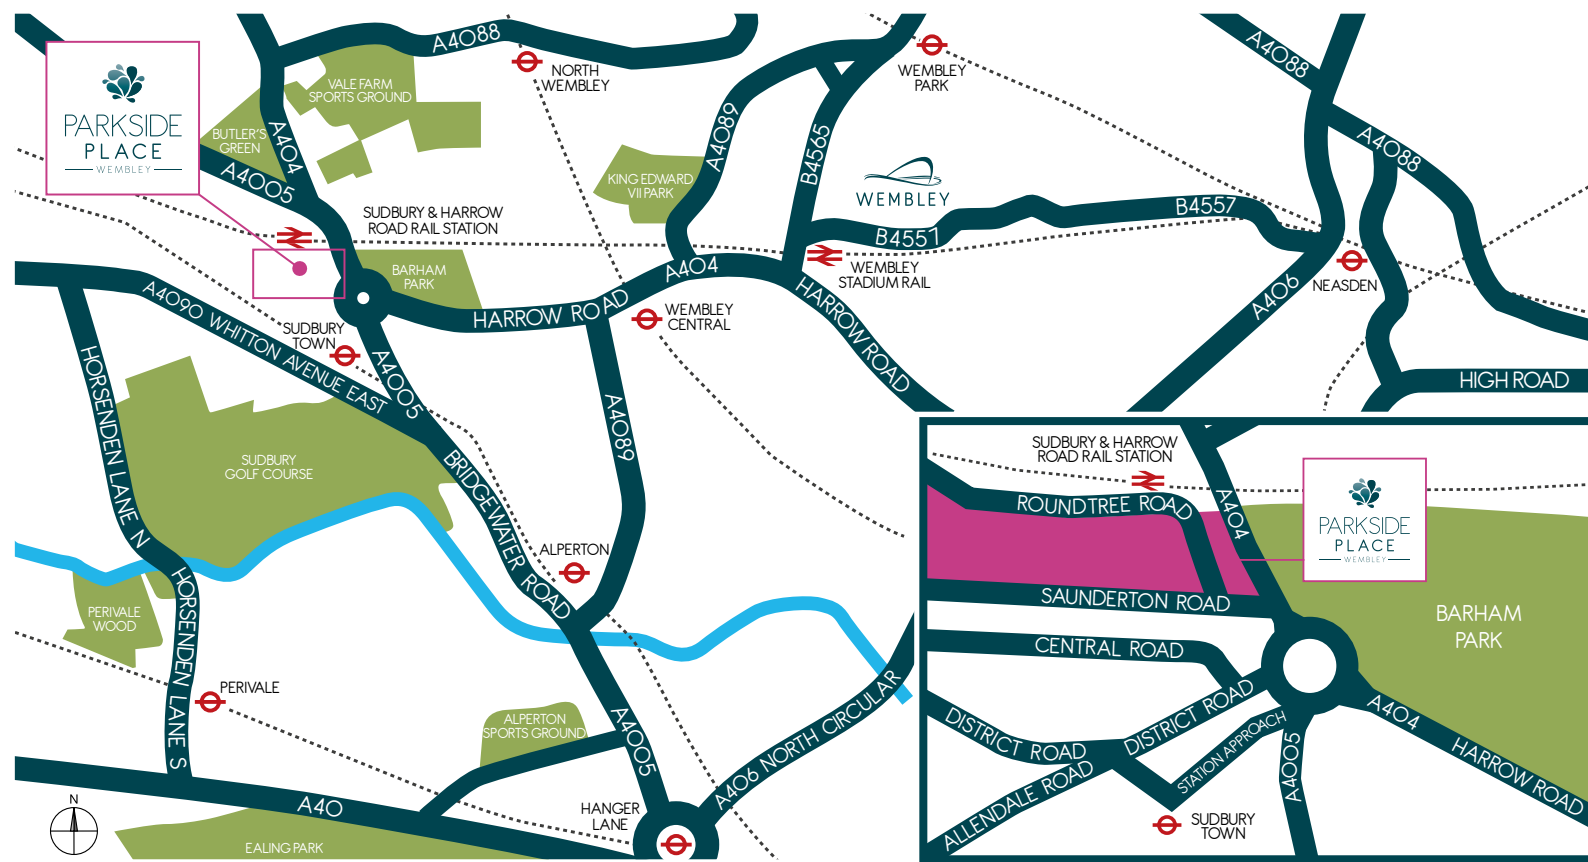 A4088
NORTH
WEMBLEY
WEMBLEY
PARK
A4088
A4088
PARKSIDE
PLACE
WEMBLEY
VALE FARM
SPORTS GROUND
BUTLER'S
GREEN
A404
A4005
A4089
B4565
KING EDWARD
VII PARK
WEMBLEY
SUDBURY & HARROW
ROAD RAIL STATION
B4557
B4557
BARHAM
PARK
A404
WEMBLEY
STADIUM RAIL
HARROW ROAD
A406
NEASDEN
A4090 WHITTON AVENUE EAST
HARROW ROAD
WEMBLEY
CENTRAL
SUDBURY
TOWN
A4005
HIGH ROAD
HORSENDEN LANE N
A4089
SUDBURY
GOLF COURSE
BRIDGEWATER ROAD
ALPERTON
PERIVALE
WOOD
HORSENDEN LANE S
PERIVALE
ALPERTON
SPORTS GROUND
A4005
A406 NORTH CIRCULAR
N
A40
HANGER
LANE
EALING PARK
SUDBURY & HARROW
ROAD RAIL STATION
ROUNDTREE ROAD
A404
PARKSIDE
PLACE
WEMBLEY
SAUNDERTON ROAD
BARHAM
PARK
CENTRAL ROAD
DISTRICT ROAD
DISTRICT ROAD
STATION APPROACH
A4005
A404
HARROW ROAD
ALLENDALE ROAD
SUDBURY
TOWN